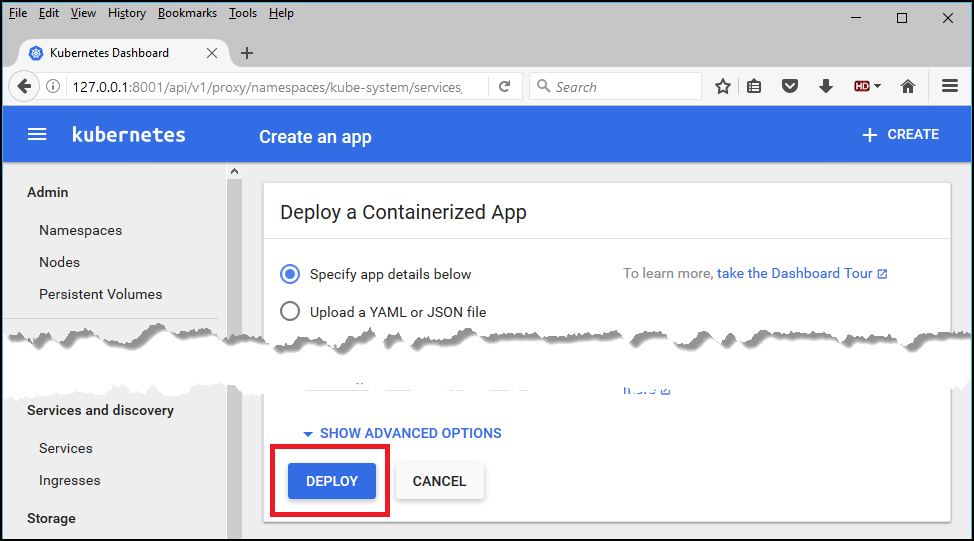 File Edit View History Bookmarks Tools Help
Kubernetes Dashboard
127.0.0.1:8001/api/v1/proxy/namespaces/kube-system/services
Search
HD
kubernetes
Create an app
CREATE
Admin
Namespaces
Nodes
Persistent Volumes
Deploy a Containerized App
Specify app details below
To learn more, take the Dashboard Tour
Upload a YAML or JSON file
Services and discovery
Services
Ingresses
Storage
SHOW ADVANCED OPTIONS
DEPLOY
CANCEL